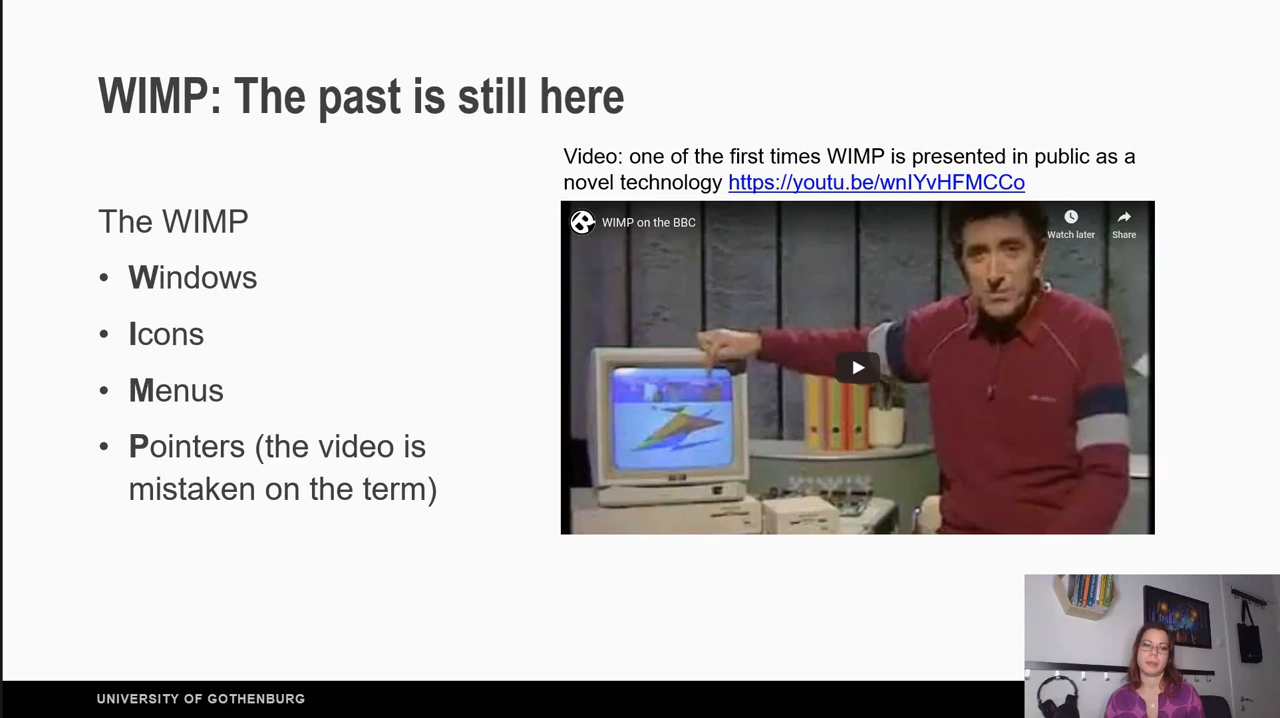 WIMP: The past is still here
Video: one of the first times WIMP is presented in public as a
novel technology https://youtu.be/wnIYvHFMCCo
The WIMP
• Windows
• Icons
• Menus
• Pointers (the video is
mistaken on the term)
WIMP on the BBC
Watch later
Share
UNIVERSITY OF GOTHENBURG